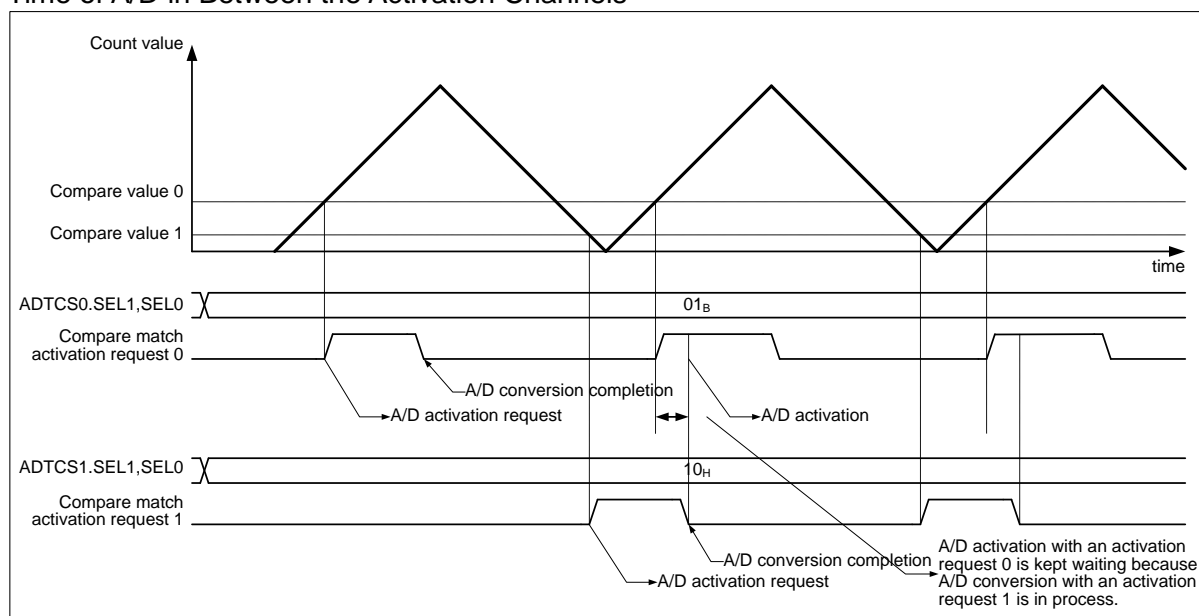 Time of A/D in Between the Activation Channels
Count value
Compare value 0
Compare value 1
time
ADTCS0.SEL1,SEL0
01B
Compare match
activation request 0
A/D conversion completion
A/D activation request
A/D activation
ADTCS1.SEL1,SEL0
10H
Compare match
activation request 1
A/D conversion completion
A/D activation request
A/D activation with an activation
request 0 is kept waiting because
A/D conversion with an activation
request 1 is in process.